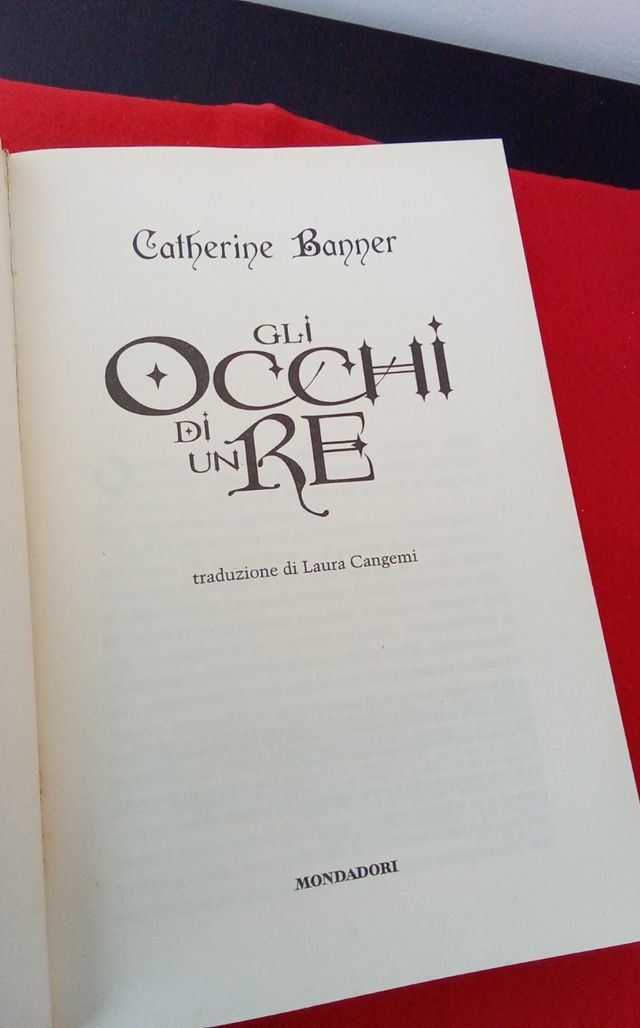 Catherine Banner
GLI
OCCHI
DI
UN RE
traduzione di Laura Cangemi
MONDADORI